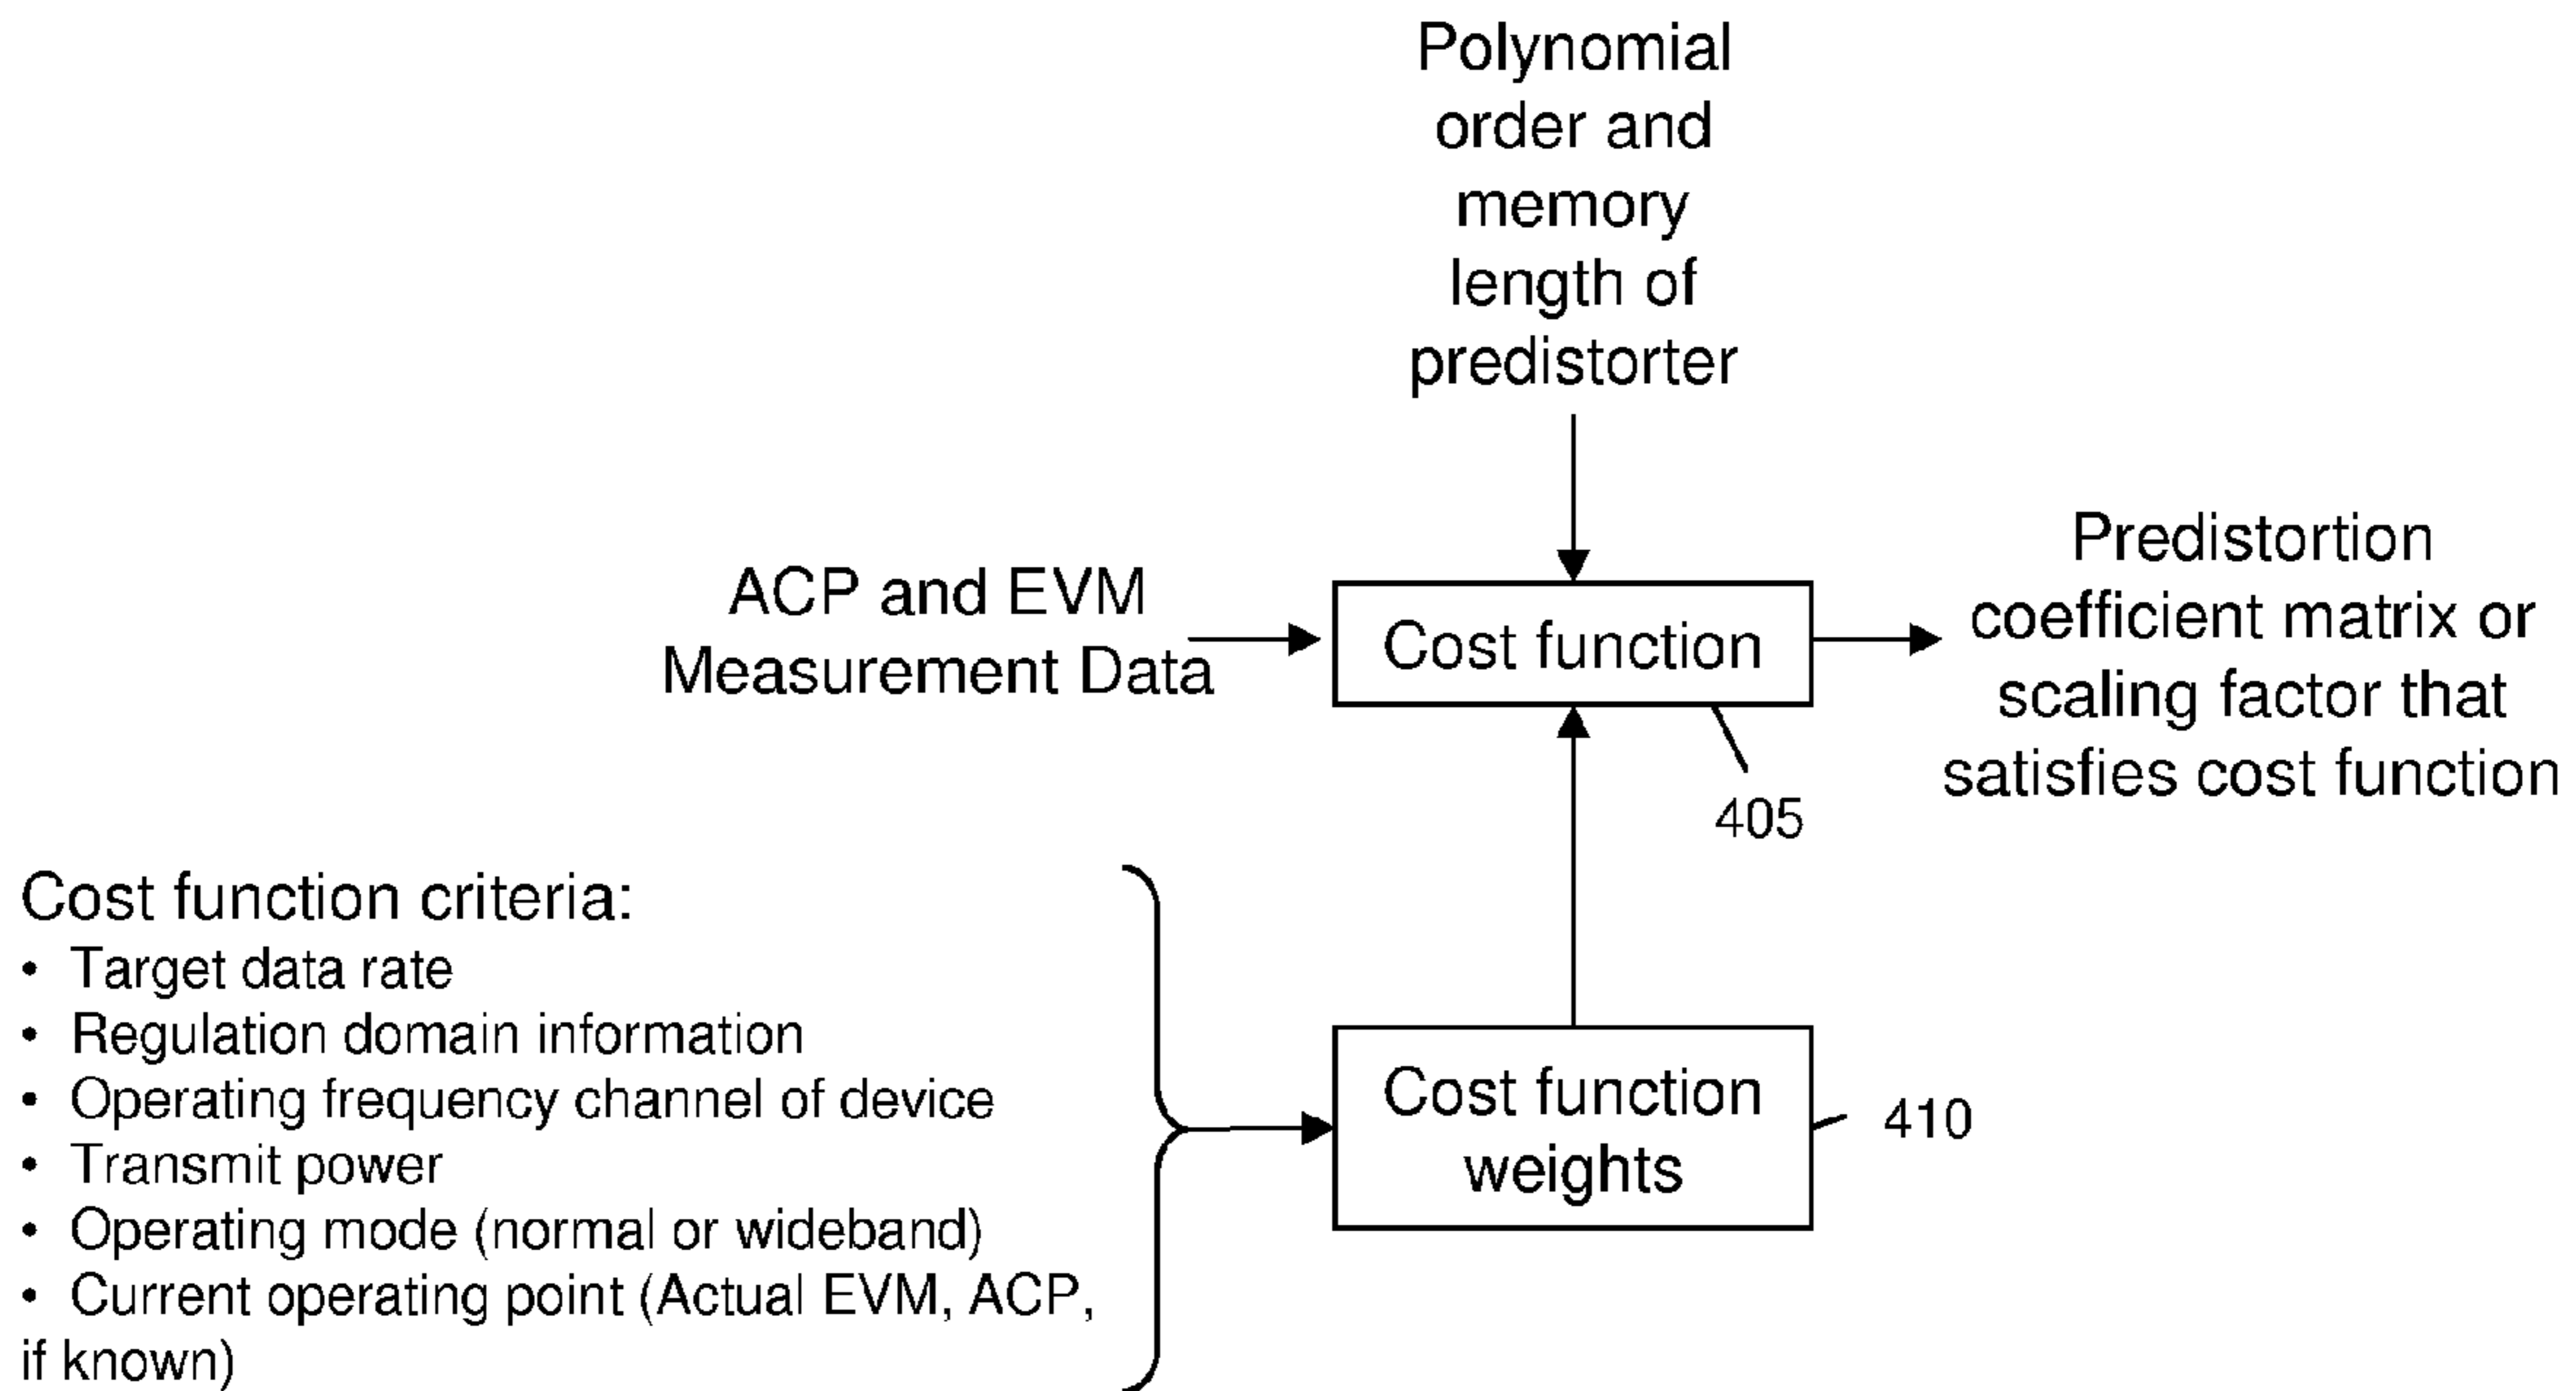 Polynomial
order and
memory
length of
predistorter
ACP and EVM
Measurement Data
Cost function
405
Predistortion
coefficient matrix or
scaling factor that
satisfies cost function
Cost function criteria:
• Target data rate
• Regulation domain information
• Operating frequency channel of device
• Transmit power
• Operating mode (normal or wideband)
• Current operating point (Actual EVM, ACP,
if known)
Cost function
weights
410